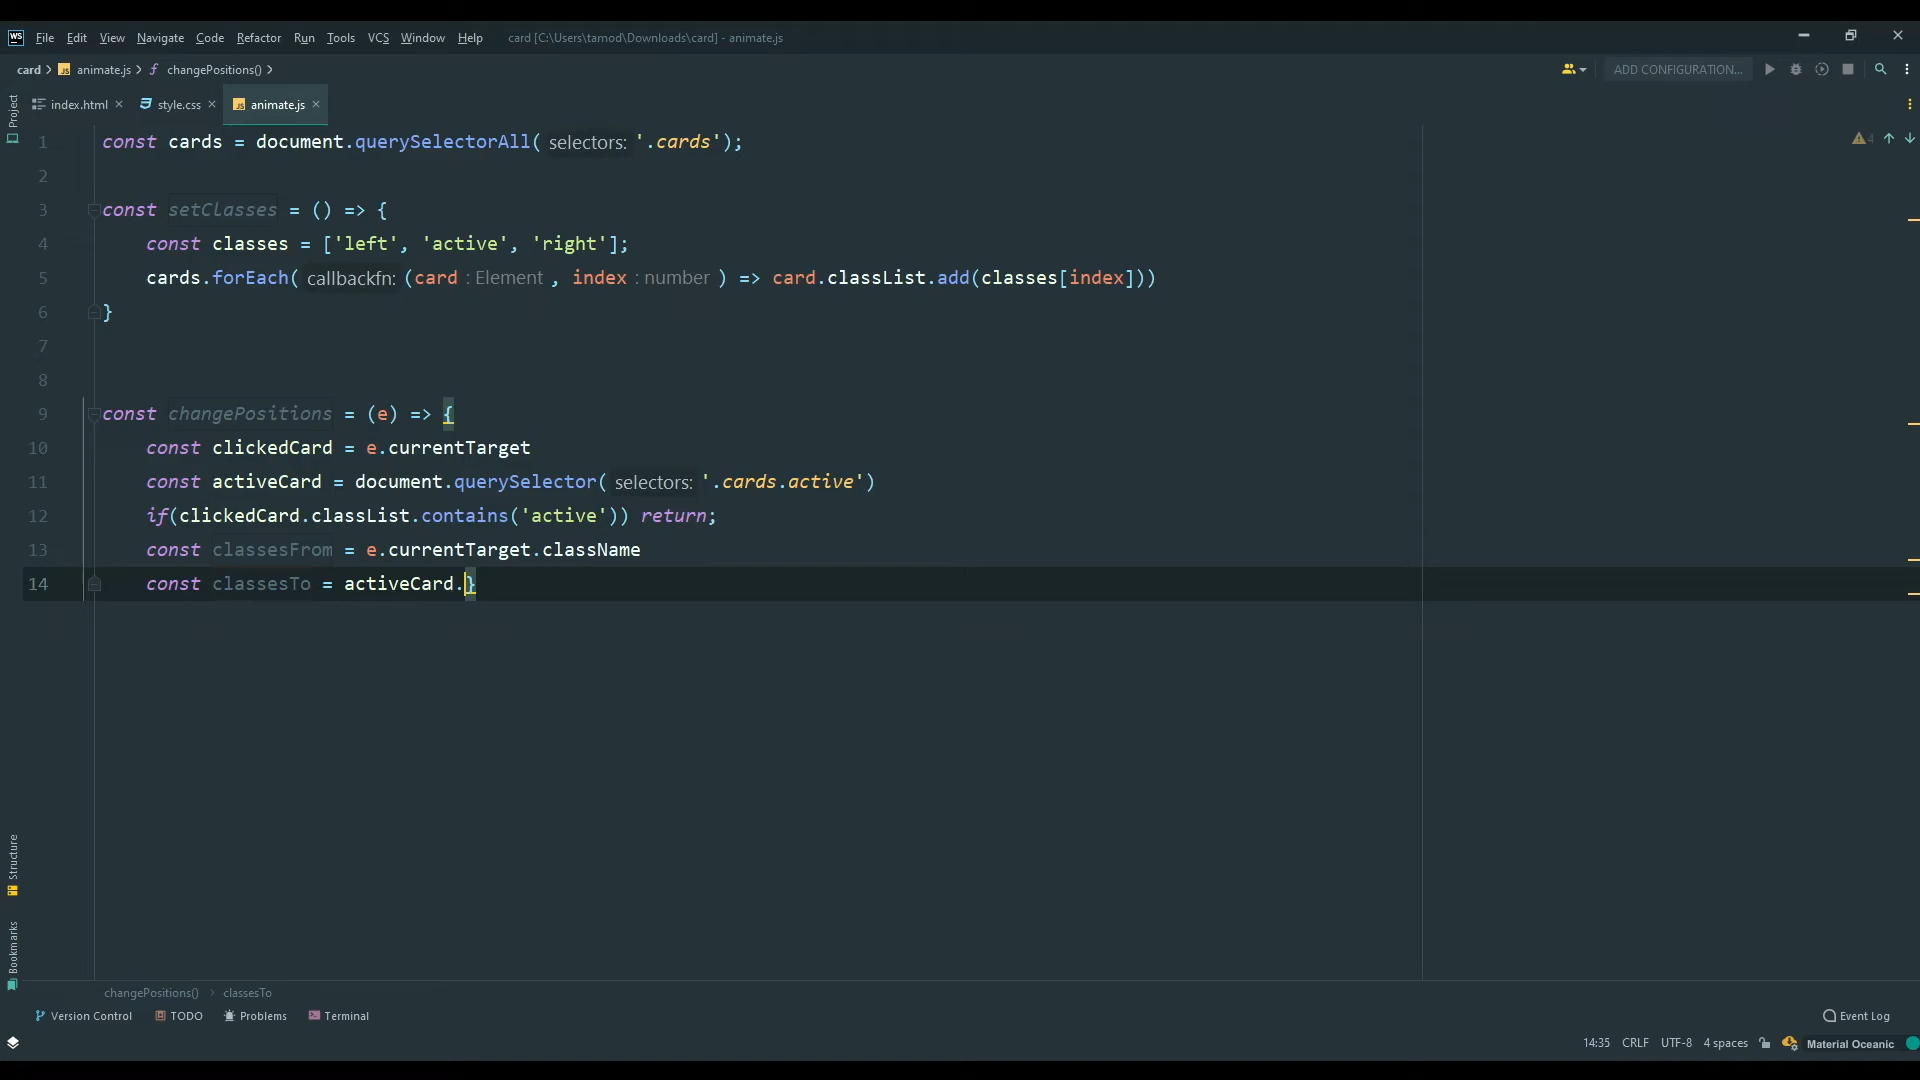 WS File Edit View Navigate Code Refactor Run Tools VCS Window Help card [C:\Users\tamod\Downloads\card] - animate.js
card JS animate.js f changePositions()
ADD CONFIGURATION...
index.html style.css JS animate.js
Project
4
1 const cards = document.querySelectorAll( selectors: '.cards');
2
3 const setClasses = () => {
4 const classes = ['left', 'active', 'right'];
5 cards.forEach( callbackfn: (card : Element , index : number ) => card.classList.add(classes[index]))
6 }
7
8
9 const changePositions = (e) => {
10 const clickedCard = e.currentTarget
11 const activeCard = document.querySelector( selectors: '.cards.active')
12 if(clickedCard.classList.contains('active')) return;
13 const classesFrom = e.currentTarget.className
14 const classesTo = activeCard.}
Structure
Bookmarks
changePositions() classesTo
Version Control TODO Problems Terminal
Event Log
14:35 CRLF UTF-8 4 spaces Material Oceanic